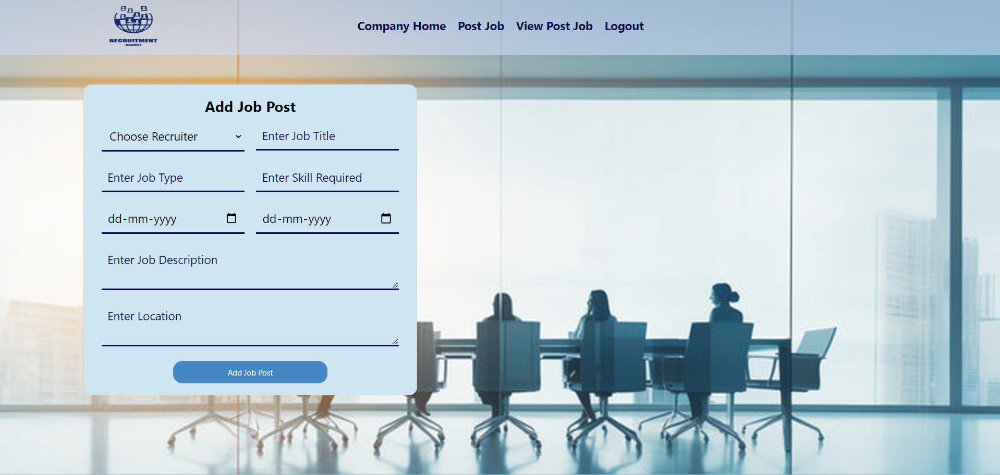 RECRUITMENT
AGENCY
Company Home Post Job View Post Job Logout
Add Job Post
Choose Recruiter Enter Job Title
Enter Job Type Enter Skill Required
dd-mm-yyyy dd-mm-yyyy
Enter Job Description
Enter Location
Add Job Post